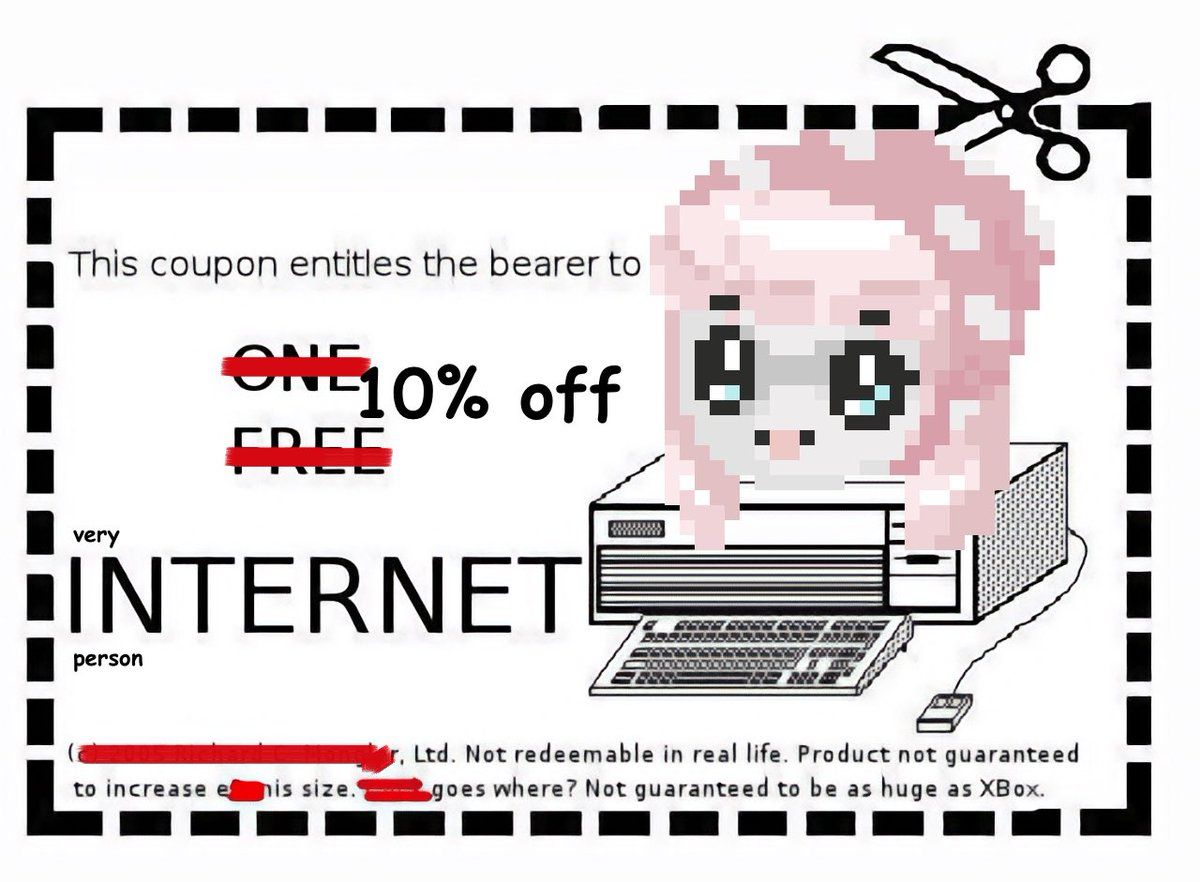 This coupon entitles the bearer to
ONE
10% off
FREE
very
INTERNET
person
Ltd. Not redeemable in real life. Product not guaranteed
to increase size. goes where? Not guaranteed to be as huge as XBox.